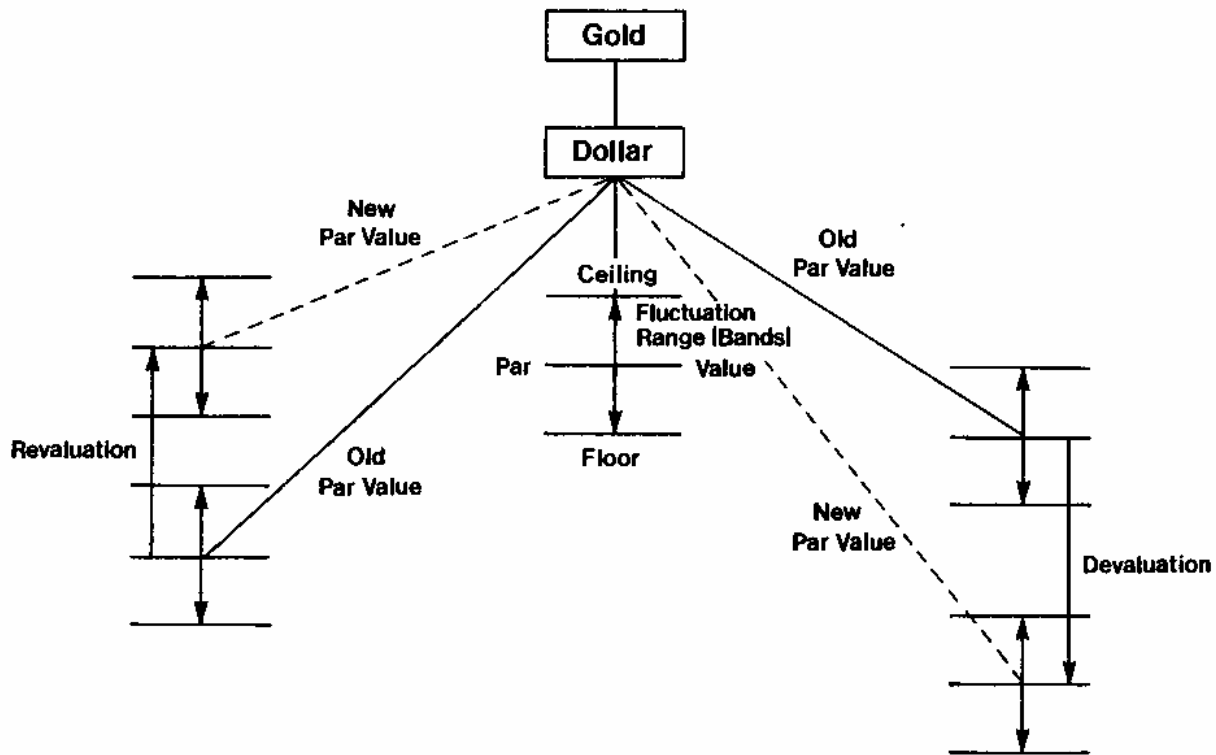 Gold
Dollar
New
Par Value
Old
Par Value
Ceiling
Fluctuation
Range |Bands|
Par
Value
Revaluation
Old
Par Value
Floor
New
Par Value
Devaluation